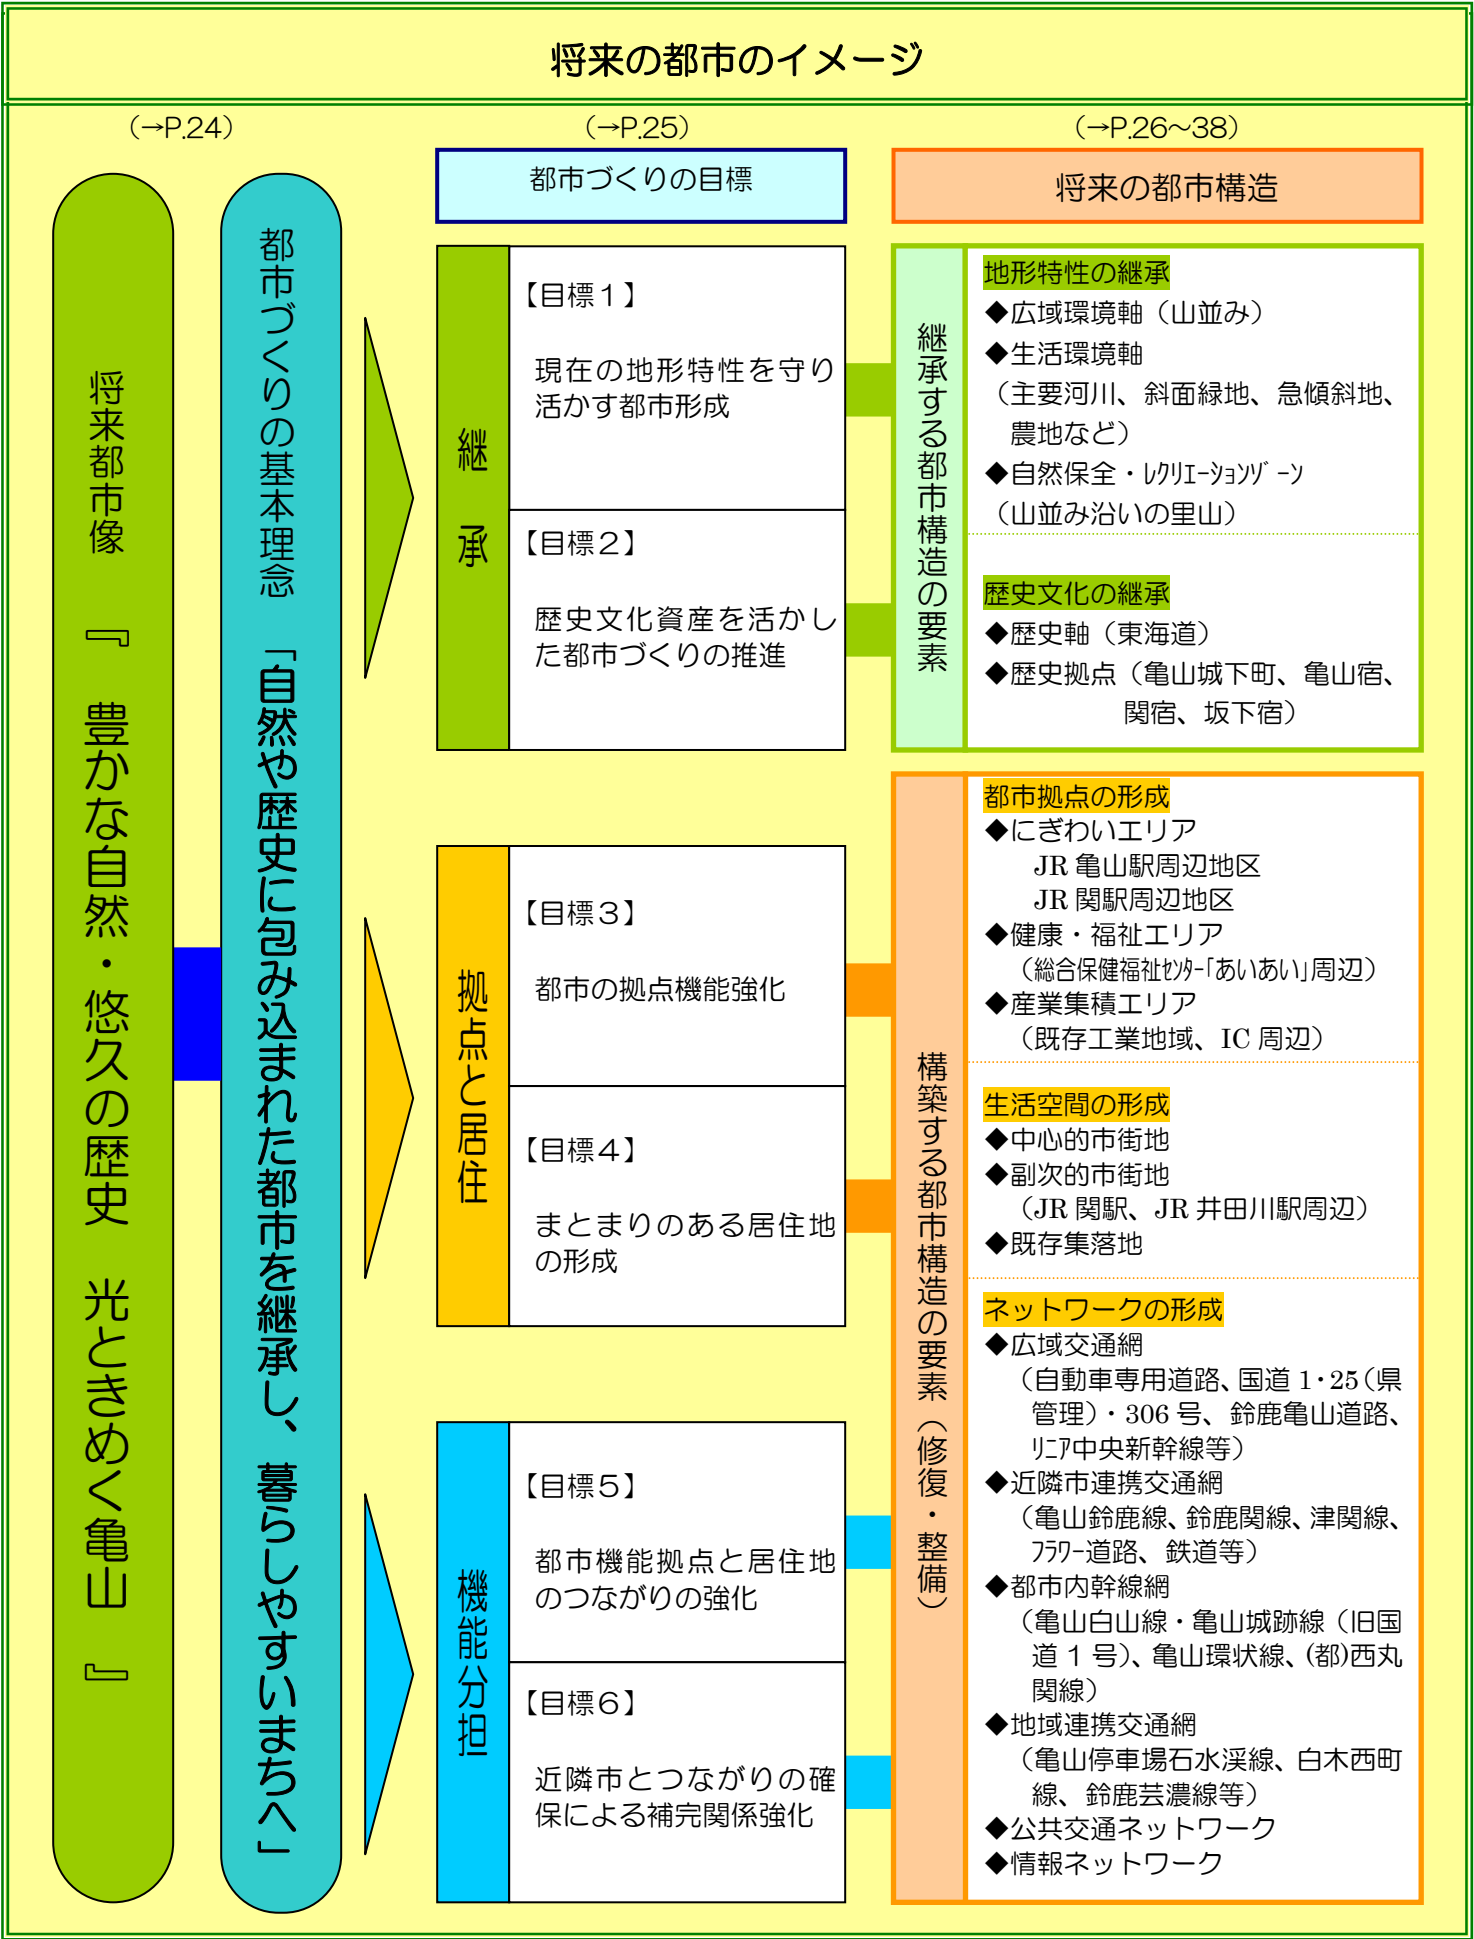 将来の都市のイメージ
（→P.24）
（→P.25）
（→P.26～38）
将来都市像　『　豊かな自然・悠久の歴史　光ときめく亀山　』
都市づくりの基本理念　「自然や歴史に包み込まれた都市を継承し、暮らしやすいまちへ」
都市づくりの目標
継　承
【目標１】
現在の地形特性を守り
活かす都市形成
【目標２】
歴史文化資産を活かし
た都市づくりの推進
拠点と居住
【目標３】
都市の拠点機能強化
【目標４】
まとまりのある居住地
の形成
機能分担
【目標５】
都市機能拠点と居住地
のつながりの強化
【目標６】
近隣市とつながりの確
保による補完関係強化
将来の都市構造
継承する都市構造の要素
地形特性の継承
◆広域環境軸（山並み）
◆生活環境軸
（主要河川、斜面緑地、急傾斜地、
農地など）
◆自然保全・ﾚｸﾘｴｰｼｮﾝｿﾞｰﾝ
（山並み沿いの里山）
歴史文化の継承
◆歴史軸（東海道）
◆歴史拠点（亀山城下町、亀山宿、
関宿、坂下宿）
構築する都市構造の要素（修復・整備）
都市拠点の形成
◆にぎわいエリア
JR 亀山駅周辺地区
JR 関駅周辺地区
◆健康・福祉エリア
（総合保健福祉ｾﾝﾀｰ｢あいあい｣周辺）
◆産業集積エリア
（既存工業地域、IC 周辺）
生活空間の形成
◆中心的市街地
◆副次的市街地
（JR 関駅、JR 井田川駅周辺）
◆既存集落地
ネットワークの形成
◆広域交通網
（自動車専用道路、国道 1・25（県
管理）・306 号、鈴鹿亀山道路、
ﾘﾆｱ中央新幹線等）
◆近隣市連携交通網
（亀山鈴鹿線、鈴鹿関線、津関線、
ﾌﾗﾜｰ道路、鉄道等）
◆都市内幹線網
（亀山白山線・亀山城跡線（旧国
道 1 号）、亀山環状線、(都)西丸
関線）
◆地域連携交通網
（亀山停車場石水渓線、白木西町
線、鈴鹿芸濃線等）
◆公共交通ネットワーク
◆情報ネットワーク